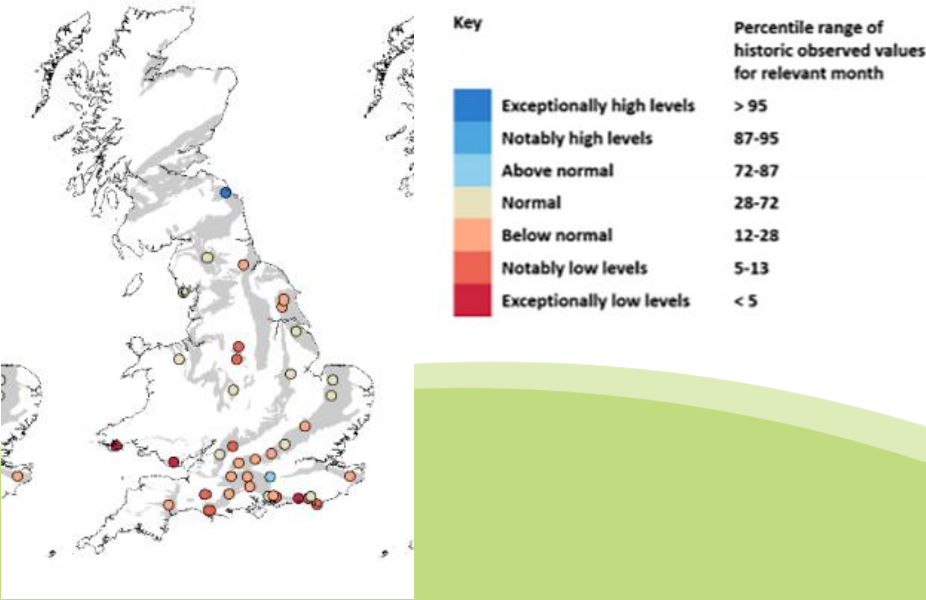 Key
Percentile range of
historic observed values
for relevant month
Exceptionally high levels > 95
Notably high levels 87-95
Above normal 72-87
Normal 28-72
Below normal 12-28
Notably low levels 5-13
Exceptionally low levels < 5